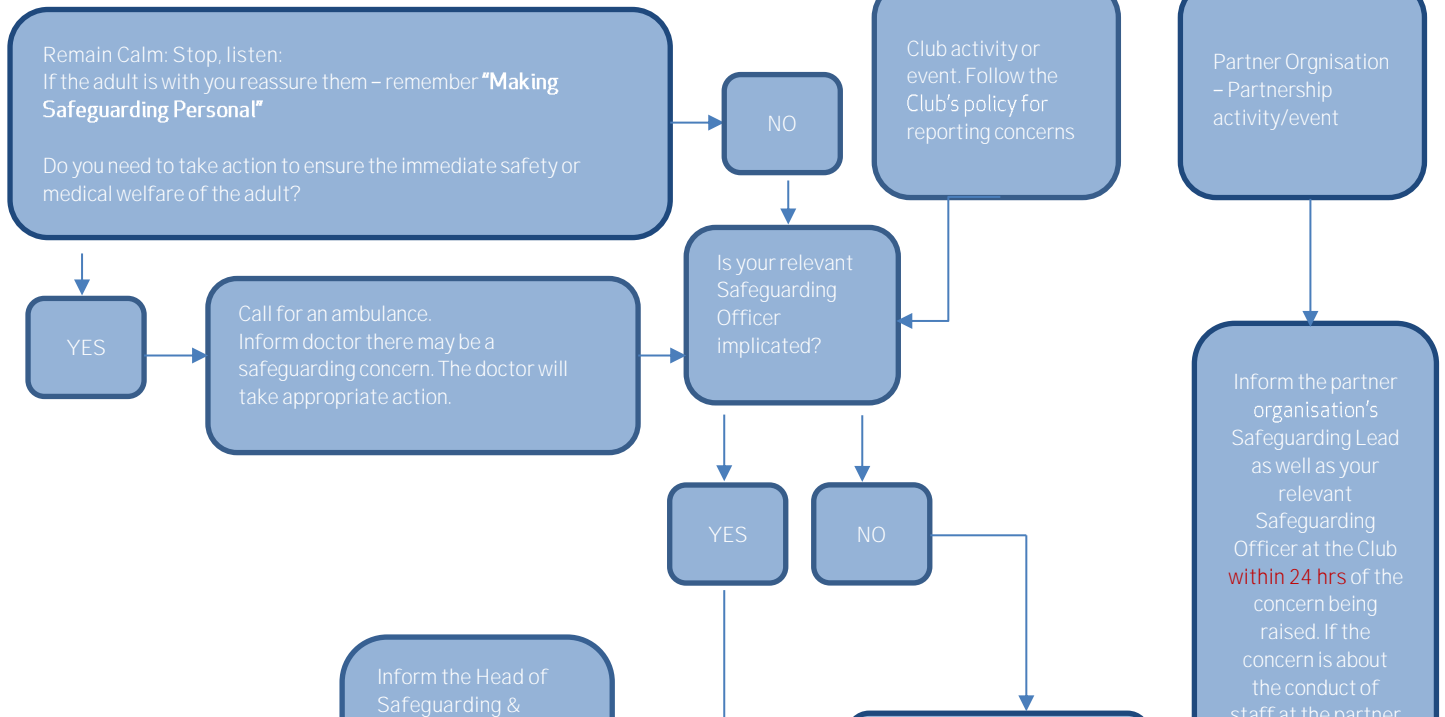 Remain Calm: Stop, listen:
If the adult is with you reassure them – remember “Making
Safeguarding Personal”
Do you need to take action to ensure the immediate safety or
medical welfare of the adult?
NO
Club activity or
event. Follow the
Club’s policy for
reporting concerns
Partner Orgnisation
– Partnership
activity/event
YES
Call for an ambulance.
Inform doctor there may be a
safeguarding concern. The doctor will
take appropriate action.
Is your relevant
Safeguarding
Officer
implicated?
YES
NO
Inform the partner
organisation’s
Safeguarding Lead
as well as your
relevant
Safeguarding
Officer at the Club
within 24 hrs of the
concern being
raised. If the
concern is about
the conduct of
staff at the partner
Inform the Head of
Safeguarding &